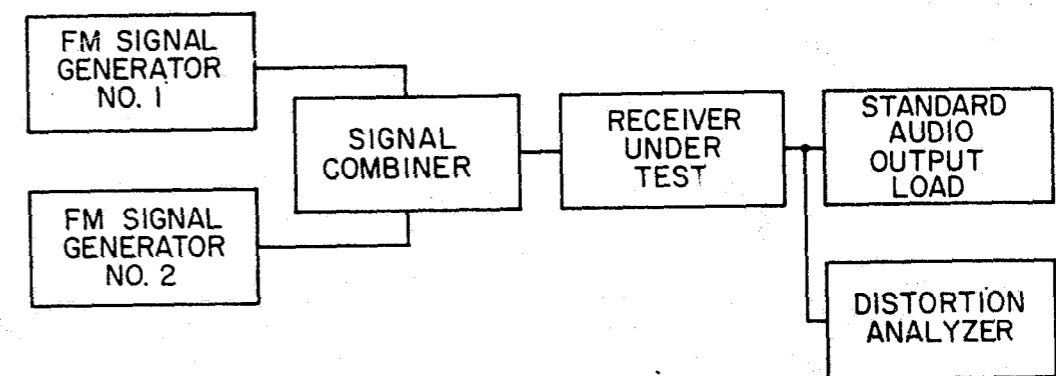 FM SIGNAL
GENERATOR
NO. 1
FM SIGNAL
GENERATOR
NO. 2
SIGNAL
COMBINER
RECEIVER
UNDER
TEST
STANDARD
AUDIO
OUTPUT
LOAD
DISTORTION
ANALYZER